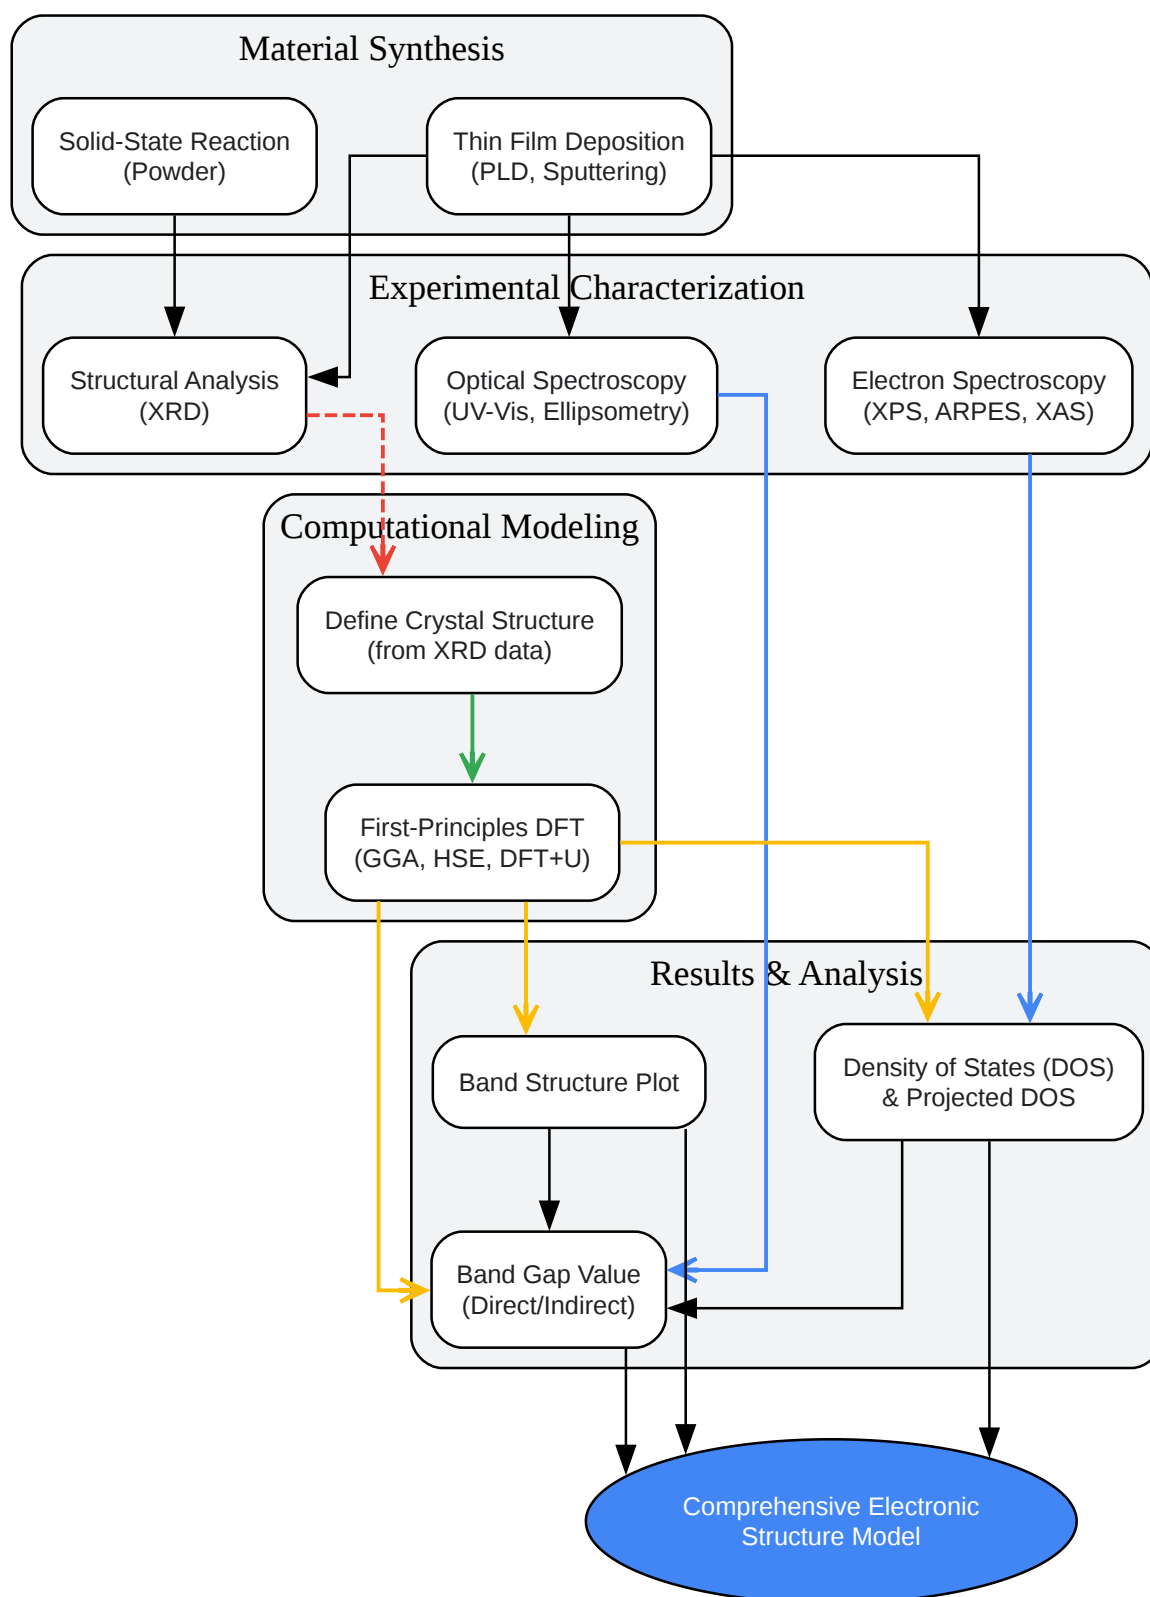 Material Synthesis
Solid-State Reaction
(Powder)
Thin Film Deposition
(PLD, Sputtering)
Experimental Characterization
Structural Analysis
(XRD)
Optical Spectroscopy
(UV-Vis, Ellipsometry)
Electron Spectroscopy
(XPS, ARPES, XAS)
Computational Modeling
Define Crystal Structure
(from XRD data)
First-Principles DFT
(GGA, HSE, DFT+U)
Results & Analysis
Band Structure Plot
Density of States (DOS)
& Projected DOS
Band Gap Value
(Direct/Indirect)
Comprehensive Electronic
Structure Model